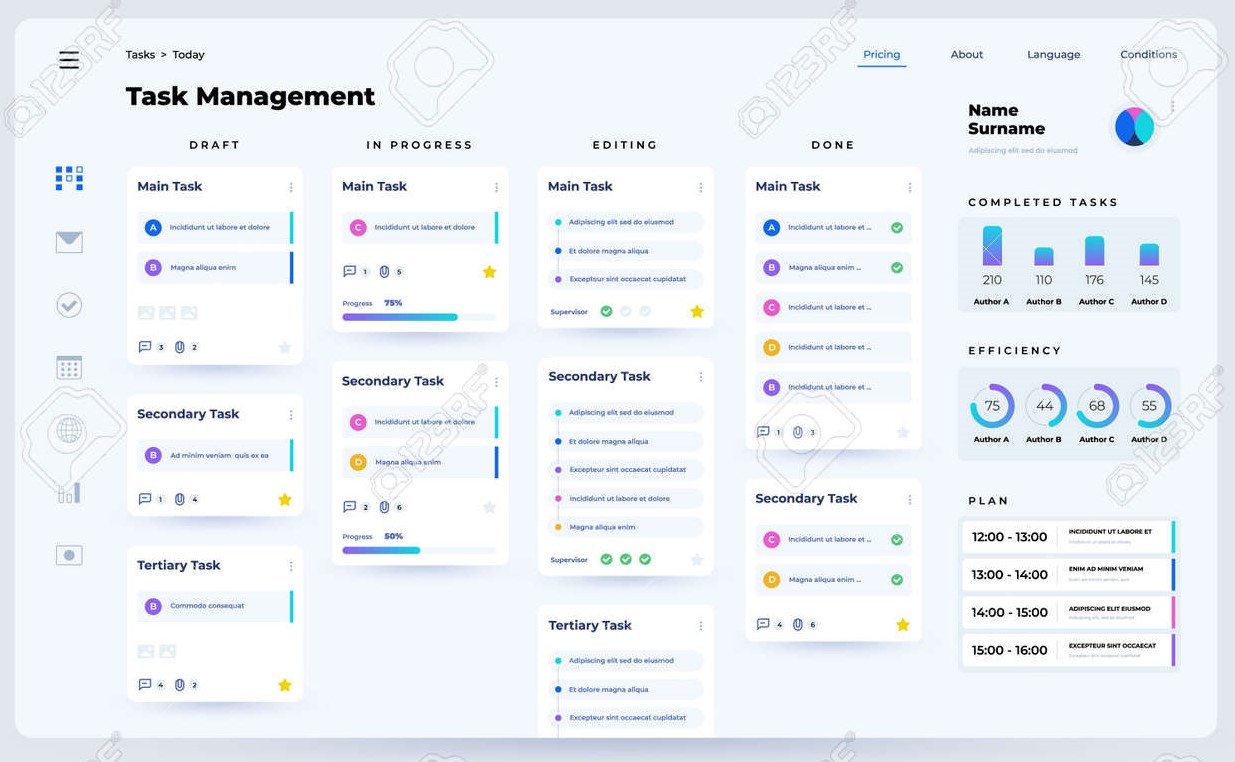 Tasks > Today
Pricing
About
Language
Conditions
Task Management
Name
Surname
Adipiscing elit sed do eiusmod
DRAFT
Main Task
A Incididunt ut labore et dolore
B Magna aliqua enim
3 2
Secondary Task
B Ad minim veniam quis ex ea
1 4
Tertiary Task
B Commodo consequat
4 2
IN PROGRESS
Main Task
C Incididunt ut labore et dolore
1 5
Progress 75%
Secondary Task
C Incididunt ut labore et dolore
D Magna aliqua enim
2 6
Progress 50%
EDITING
Main Task
Adipiscing elit sed do eiusmod
Et dolore magna aliqua
Excepteur sint occaecat cupidatat
Supervisor
Secondary Task
Adipiscing elit sed do eiusmod
Et dolore magna aliqua
Excepteur sint occaecat cupidatat
Incididunt ut labore et dolore
Magna aliqua enim
Supervisor
Tertiary Task
Adipiscing elit sed do eiusmod
Et dolore magna aliqua
Excepteur sint occaecat cupidatat
DONE
Main Task
A Incididunt ut labore et ...
B Magna aliqua enim ...
C Incididunt ut labore et ...
D Incididunt ut labore et ...
B Incididunt ut labore et ...
1 3
Secondary Task
C Incididunt ut labore et ...
D Magna aliqua enim ...
4 6
COMPLETED TASKS
210 110 176 145
Author A Author B Author C Author D
EFFICIENCY
75 44 68 55
Author A Author B Author C Author D
PLAN
12:00 - 13:00 INCIDIDUNT UT LABORE ET
13:00 - 14:00 ENIM AD MINIM VENIAM
14:00 - 15:00 ADIPISCING ELIT EIUSMOD
15:00 - 16:00 EXCEPTEUR SINT OCCAECAT
123RF
123RF
123RF
123RF